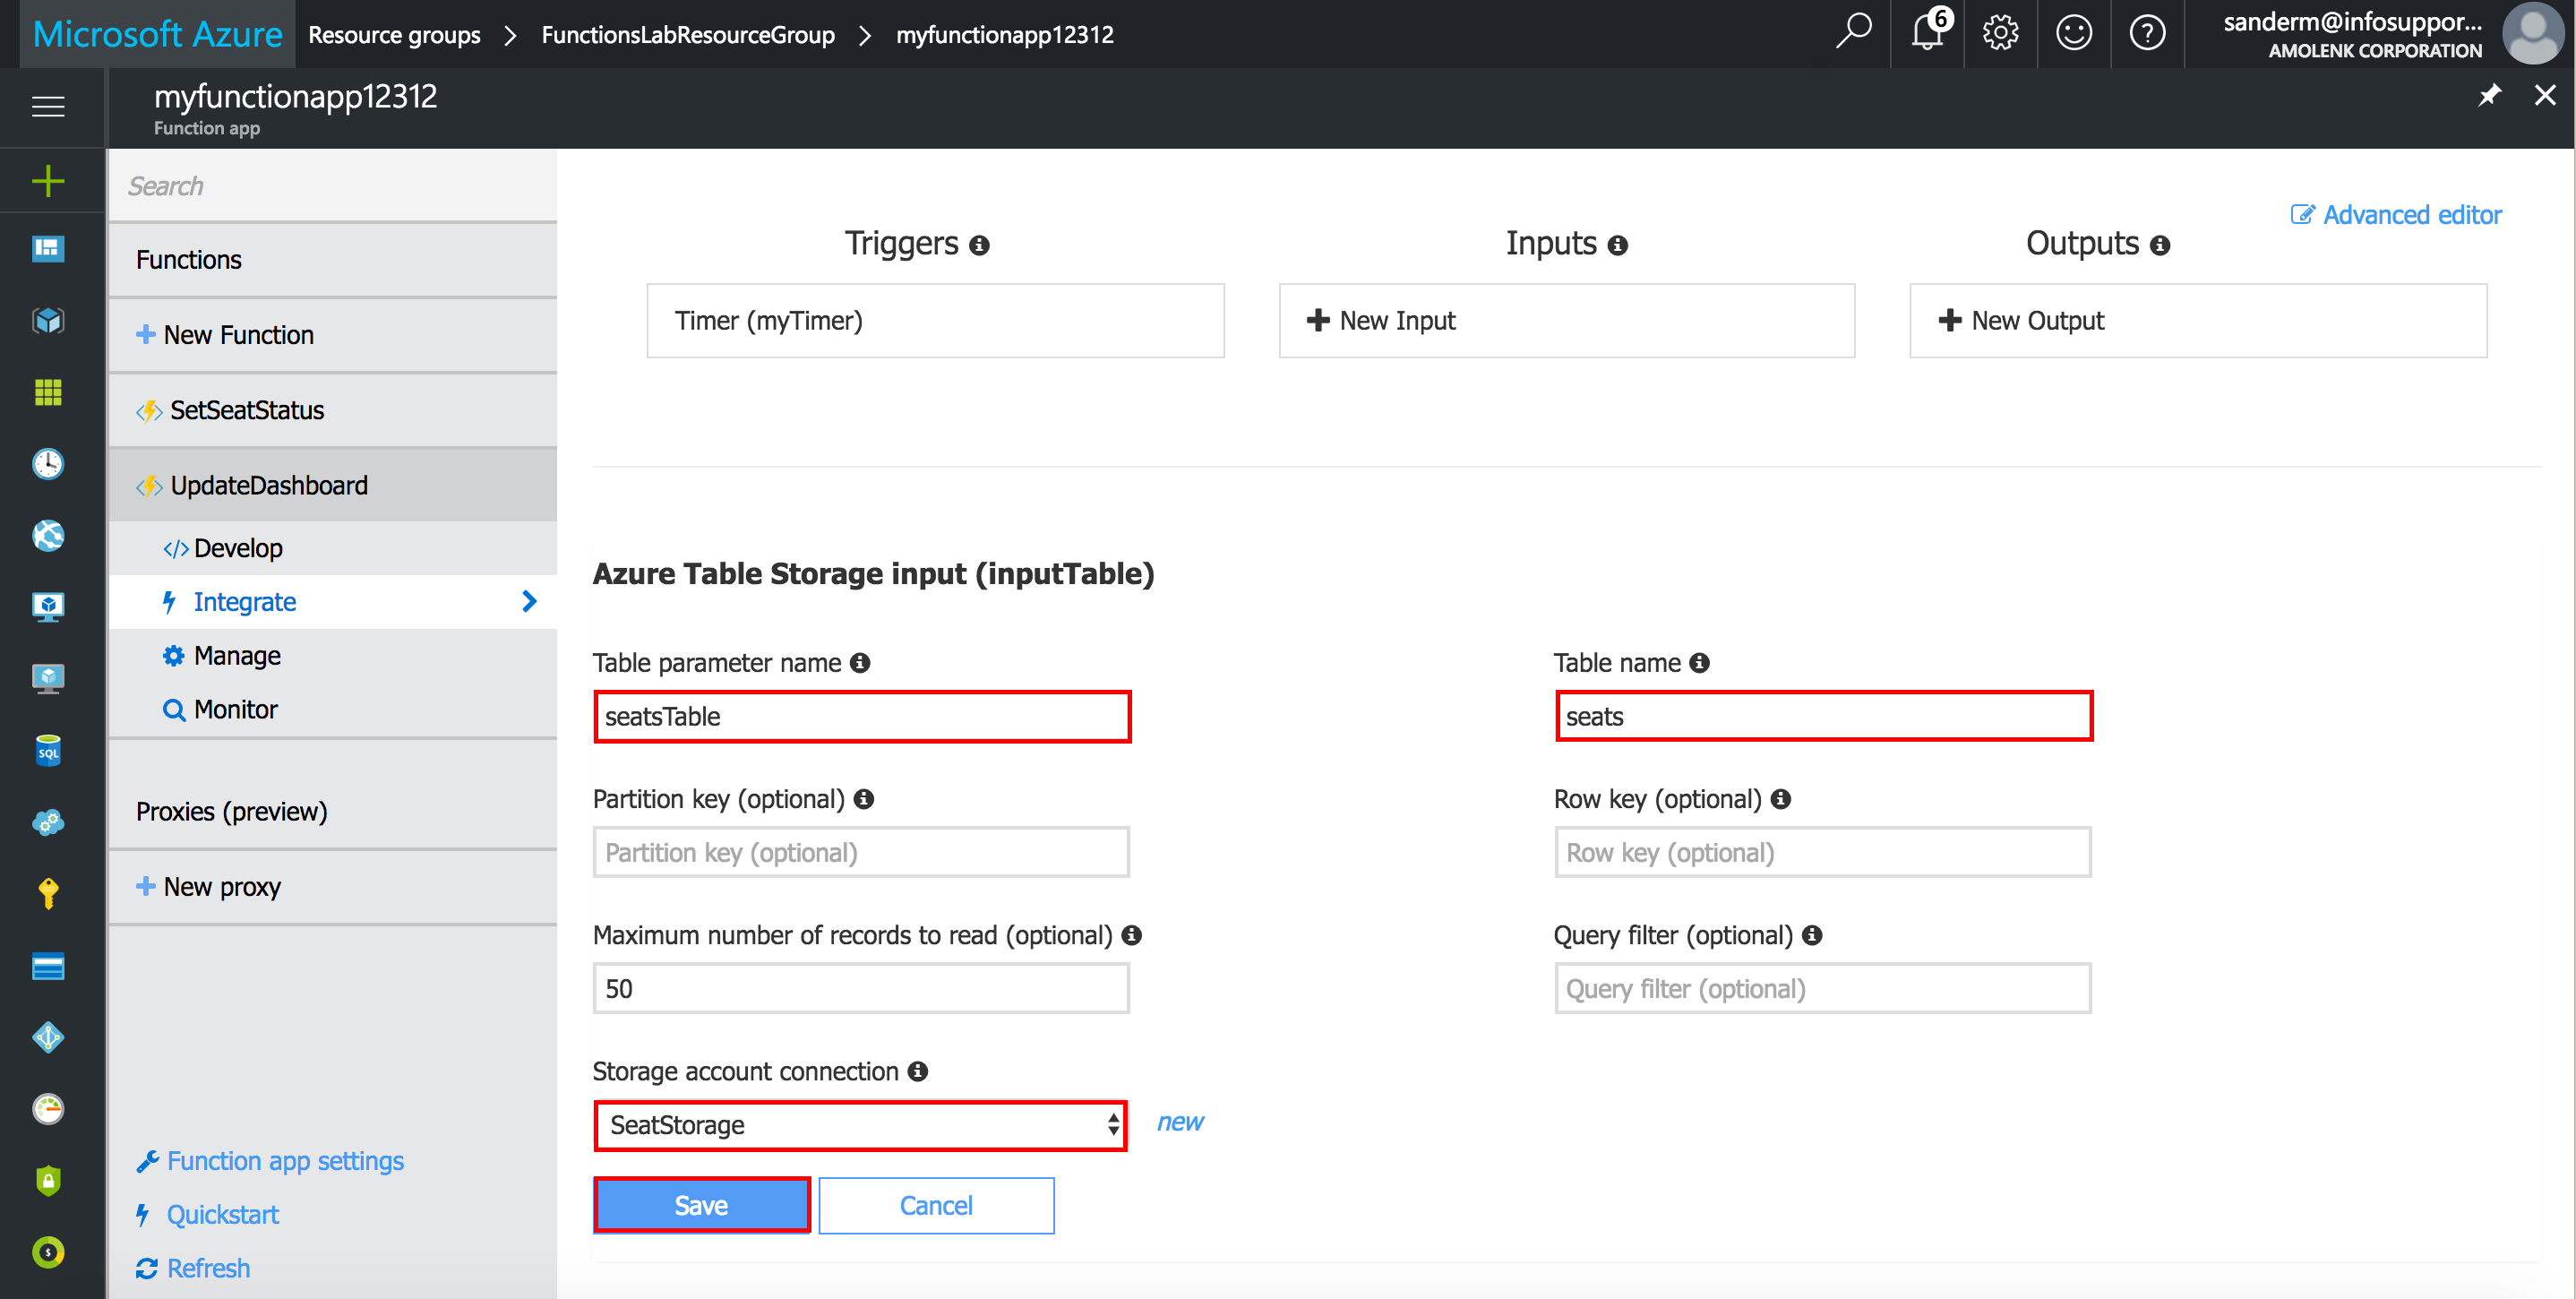 Microsoft Azure Resource groups > FunctionsLabResourceGroup > myfunctionapp12312
6
sanderm@infosuppor...
AMOLENK CORPORATION
myfunctionapp12312
Function app
Search
Functions
New Function
SetSeatStatus
UpdateDashboard
</> Develop
Integrate
Manage
Monitor
Proxies (preview)
New proxy
Function app settings
Quickstart
Refresh
SQL
Advanced editor
Triggers
Inputs
Outputs
Timer (myTimer)
New Input
New Output
Azure Table Storage input (inputTable)
Table parameter name
Table name
seatsTable
seats
Partition key (optional)
Row key (optional)
Partition key (optional)
Row key (optional)
Maximum number of records to read (optional)
Query filter (optional)
50
Query filter (optional)
Storage account connection
SeatStorage
new
Save
Cancel